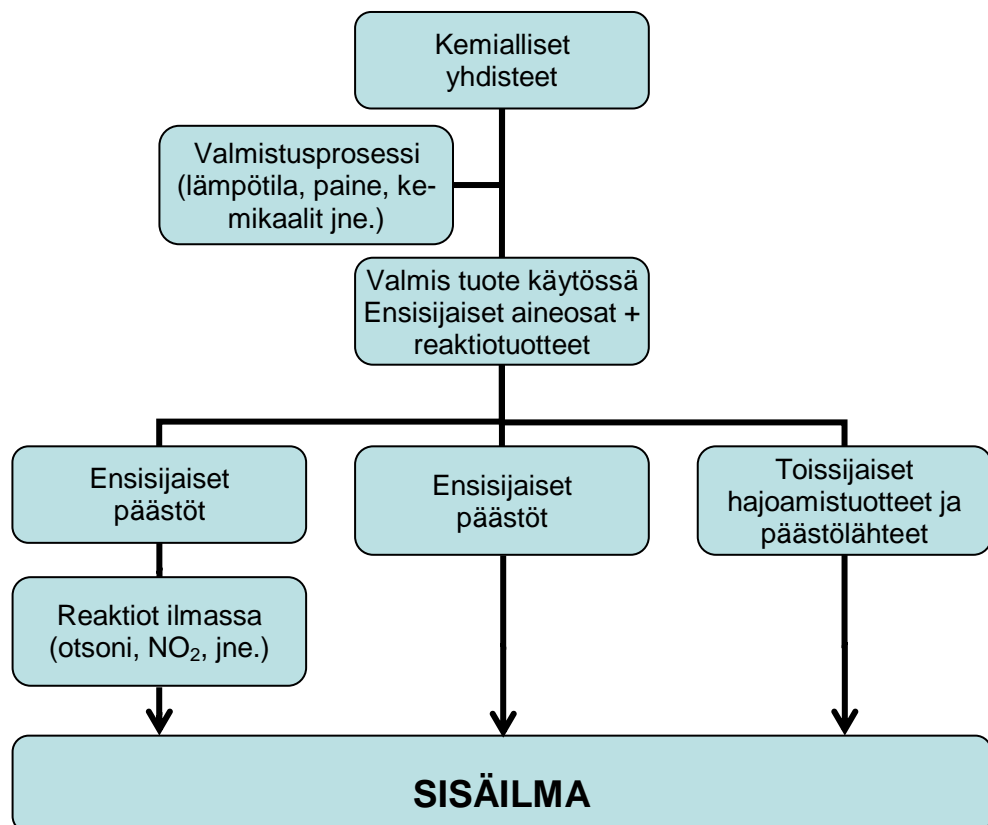 Kemialliset
yhdisteet
Valmistusprosessi
(lämpötila, paine, ke-
mikaalit jne.)
Valmis tuote käytössä
Ensisijaiset aineosat +
reaktiotuotteet
Ensisijaiset
päästöt
Ensisijaiset
päästöt
Toissijaiset
hajoamistuotteet ja
päästölähteet
Reaktiot ilmassa
(otsoni, NO₂, jne.)
SISÄILMA